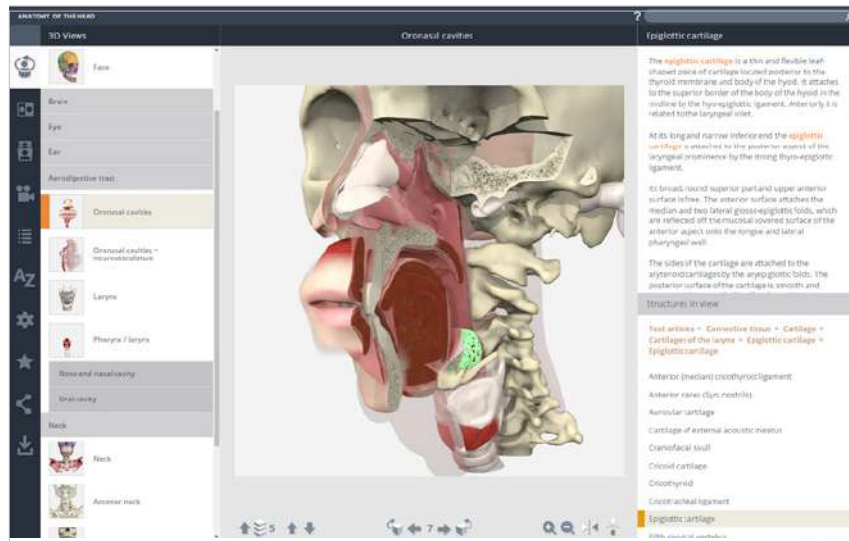 ANATOMY OF THE HEAD
?
3D Views
Oronasal cavities
Epiglottic cartilage
Face
Brain
Eye
Ear
Aerodigestive tract
Oronasal cavities
Oronasal cavities –
neurovasculature
Larynx
Pharynx / larynx
Nose and nasal cavity
Oral cavity
Neck
Neck
Anterior neck
AZ
5
7
The epiglottic cartilage is a thin and flexible leaf-
shaped piece of cartilage located posterior to the
thyroid membrane and body of the hyoid. It attaches
to the superior border of the body of the hyoid in the
midline by the hyo-epiglottic ligament. Anteriorly it is
related to the laryngeal inlet.
At its long and narrow inferior end the epiglottic
cartilage is attached to the posterior aspect of the
laryngeal prominence by the strong thyro-epiglottic
ligament.
Its broad, round superior part and upper anterior
surface is free. The anterior surface attaches the
median and two lateral glosso-epiglottic folds, which
are reflected off the mucosal covered surface of the
anterior aspect onto the tongue and lateral
pharyngeal wall.
The sides of the cartilage are attached to the
arytenoid cartilages by the aryepiglottic folds. The
posterior surface of the cartilage is smooth and
Structures in view
Text articles > Connective tissue > Cartilage >
Cartilages of the larynx > Epiglottic cartilage >
Epiglottic cartilage
Anterior (median) cricothyroid ligament
Anterior nares (Syn. nostrils)
Auricular cartilage
Cartilage of external acoustic meatus
Craniofacial skull
Cricoid cartilage
Cricothyroid
Cricotracheal ligament
Epiglottic cartilage
Fifth cervical vertebra